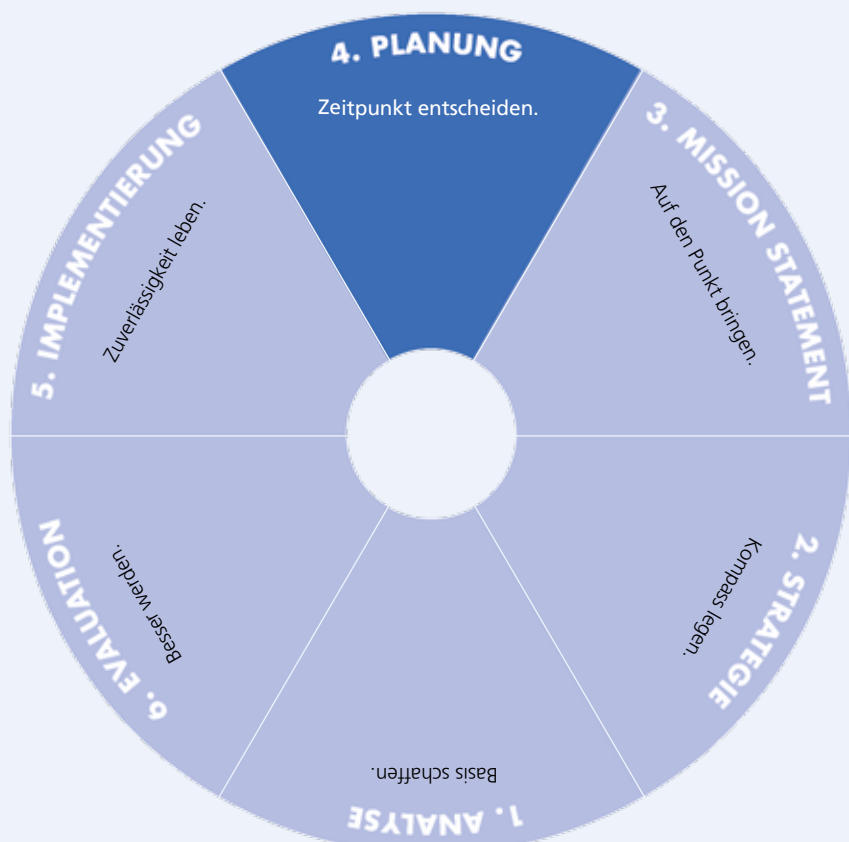 4. PLANUNG
Zeitpunkt entscheiden.
3. MISSION STATEMENT
Auf den Punkt bringen.
2. STRATEGIE
Kompass legen.
1. ANALYSE
Basis schaffen.
6. EVALUATION
Besser werden.
5. IMPLEMENTIERUNG
Zuverlässigkeit leben.